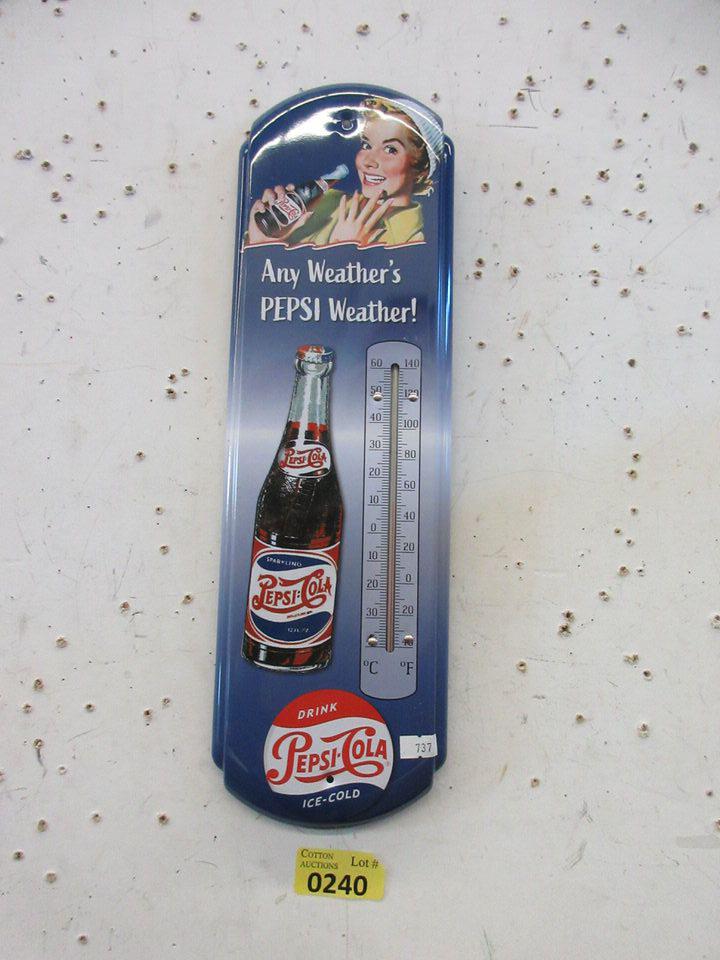 Pepsi-Cola
Any Weather's
PEPSI Weather!
60 140
50 120
40 100
30 80
20 60
10 40
0 20
10 0
20 20
30 40
°C °F
PEPSI-COLA
SPARKLING
PEPSI-COLA
DRINK
PEPSI-COLA
ICE-COLD
737
COTTON
AUCTIONS Lot #
0240